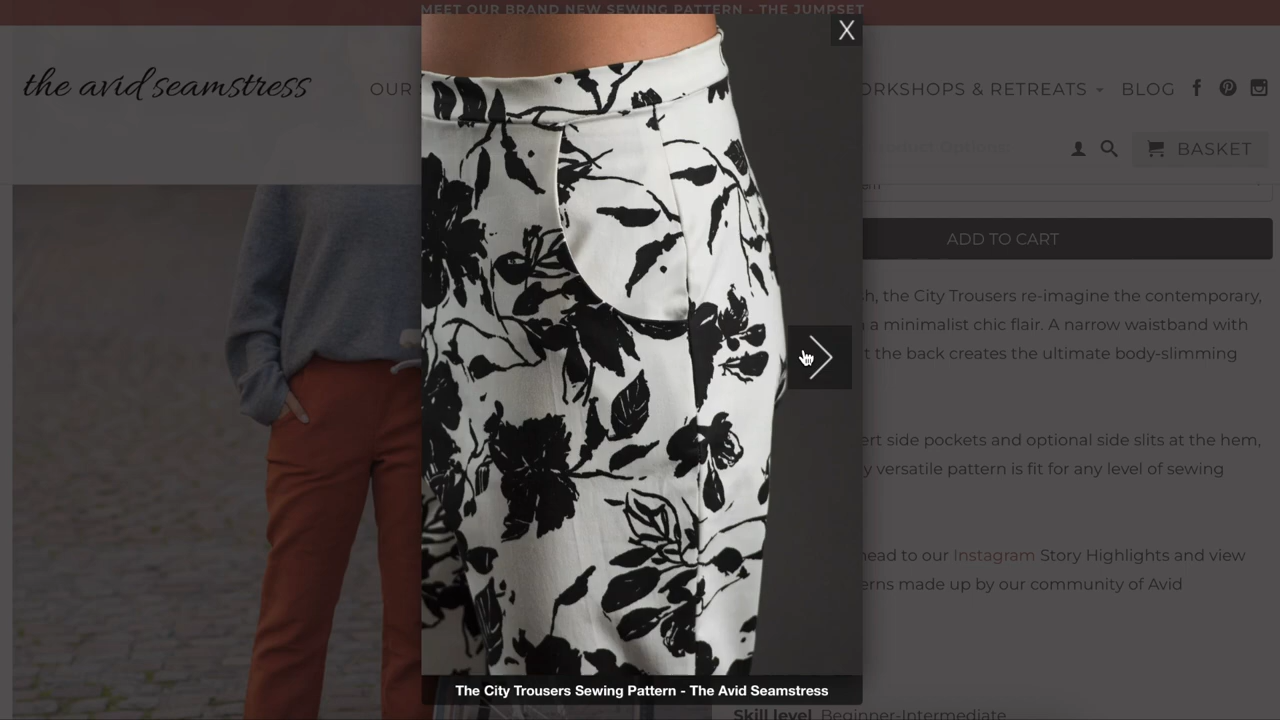 MEET OUR BRAND NEW SEWING PATTERN - THE JUMPSET
X
the avid seamstress
OUR
WORKSHOPS & RETREATS
BLOG
BASKET
ADD TO CART
the City Trousers re-imagine the contemporary,
a minimalist chic flair. A narrow waistband with
the back creates the ultimate body-slimming
side pockets and optional side slits at the hem,
versatile pattern is fit for any level of sewing
head to our Instagram Story Highlights and view
made up by our community of Avid
The City Trousers Sewing Pattern - The Avid Seamstress
Skill level Beginner-Intermediate